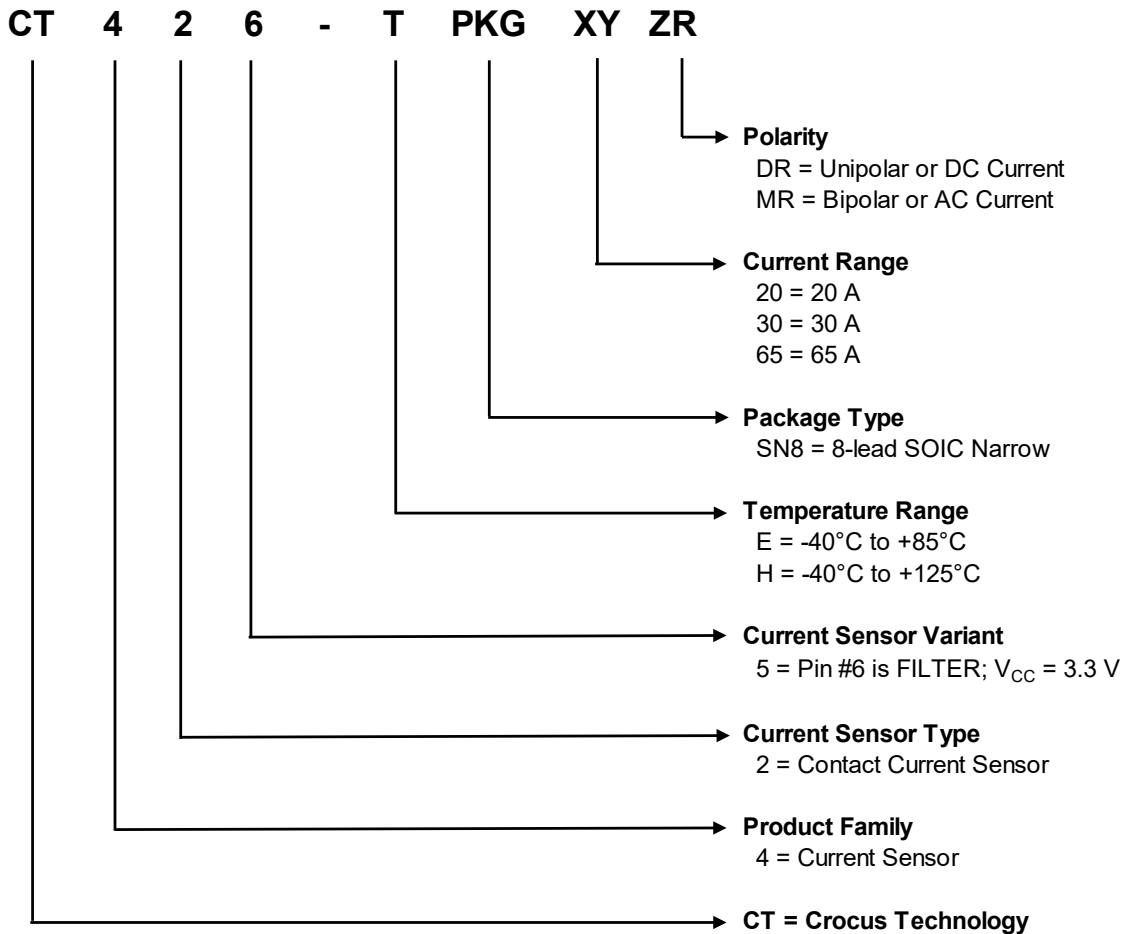 CT 4 2 6 - T PKG XY ZR
Polarity
DR = Unipolar or DC Current
MR = Bipolar or AC Current
Current Range
20 = 20 A
30 = 30 A
65 = 65 A
Package Type
SN8 = 8-lead SOIC Narrow
Temperature Range
E = -40°C to +85°C
H = -40°C to +125°C
Current Sensor Variant
5 = Pin #6 is FILTER; VCC = 3.3 V
Current Sensor Type
2 = Contact Current Sensor
Product Family
4 = Current Sensor
CT = Crocus Technology